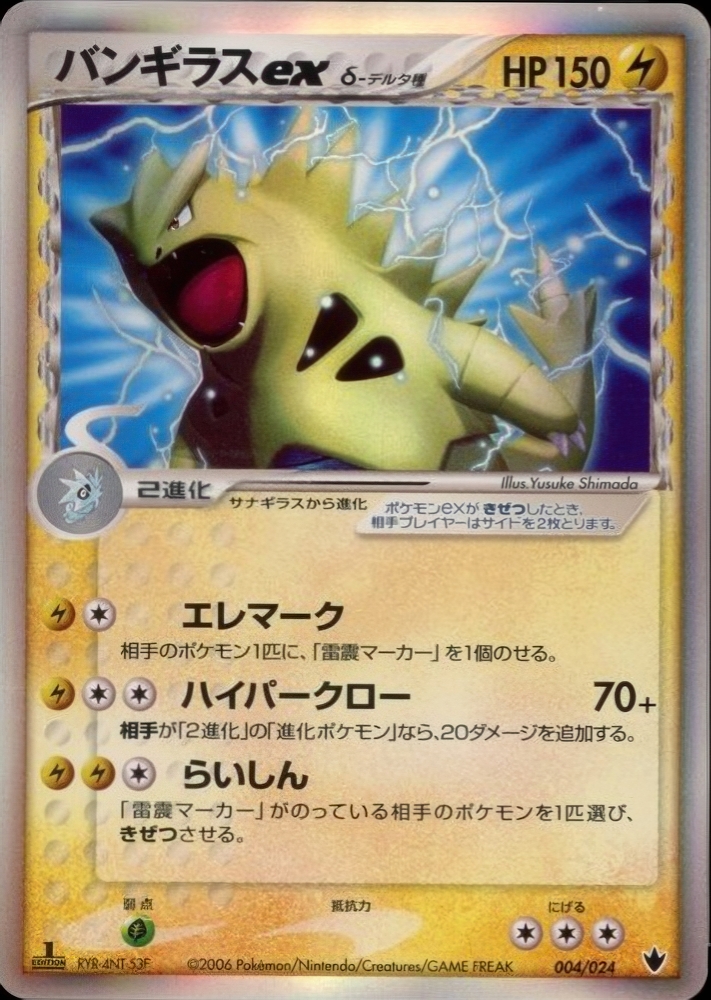 バンギラスex δ-デルタ種 HP 150
2進化
Illus.Yusuke Shimada
サナギラスから進化
ポケモンexがきぜつしたとき、
相手プレイヤーはサイドを2枚とります。
エレマーク
相手のポケモン1匹に、「雷震マーカー」を1個のせる。
ハイパークロー 70+
相手が「2進化」の「進化ポケモン」なら、20ダメージを追加する。
らいしん
「雷震マーカー」がのっている相手のポケモンを1匹選び、
きぜつさせる。
弱点 抵抗力 にげる
1 EDITION RYR-4NT-53F ©2006 Pokémon/Nintendo/Creatures/GAME FREAK 004/024